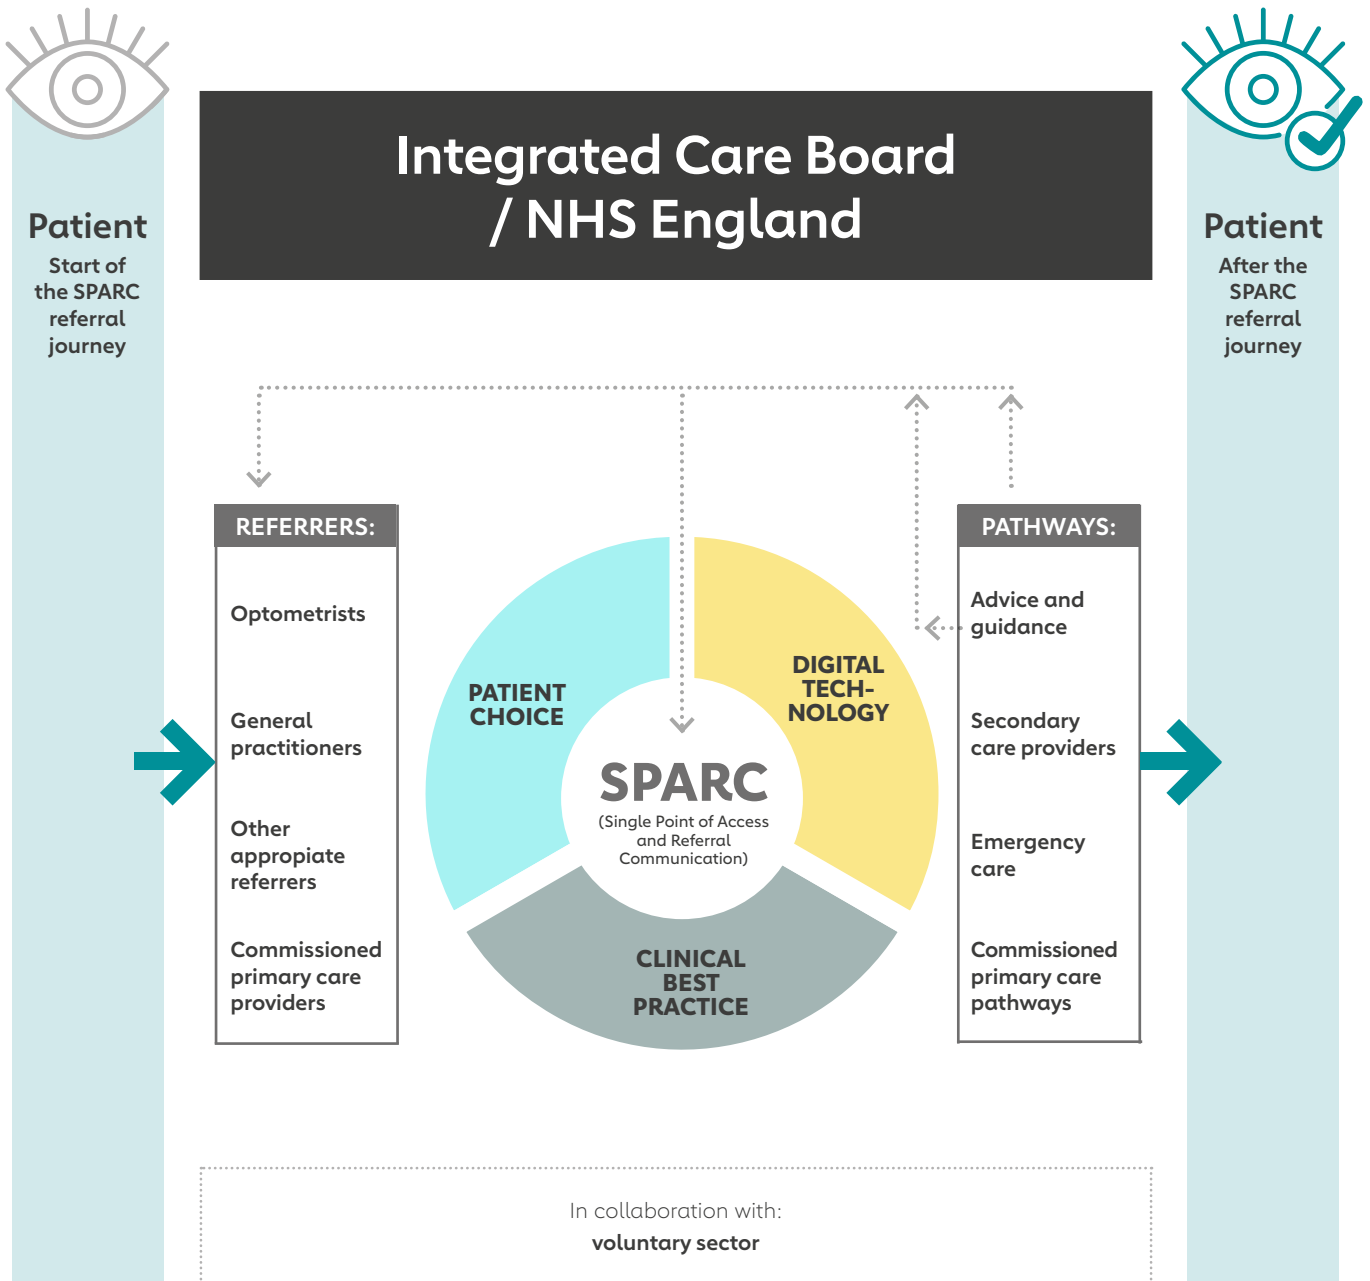 Integrated Care Board
/ NHS England
Patient
Start of
the SPARC
referral
journey
Patient
After the
SPARC
referral
journey
REFERRERS:
Optometrists
General
practitioners
Other
appropiate
referrers
Commissioned
primary care
providers
PATIENT
CHOICE
DIGITAL
TECH-
NOLOGY
SPARC
(Single Point of Access
and Referral
Communication)
CLINICAL
BEST
PRACTICE
PATHWAYS:
Advice and
guidance
Secondary
care providers
Emergency
care
Commissioned
primary care
pathways
In collaboration with:
voluntary sector